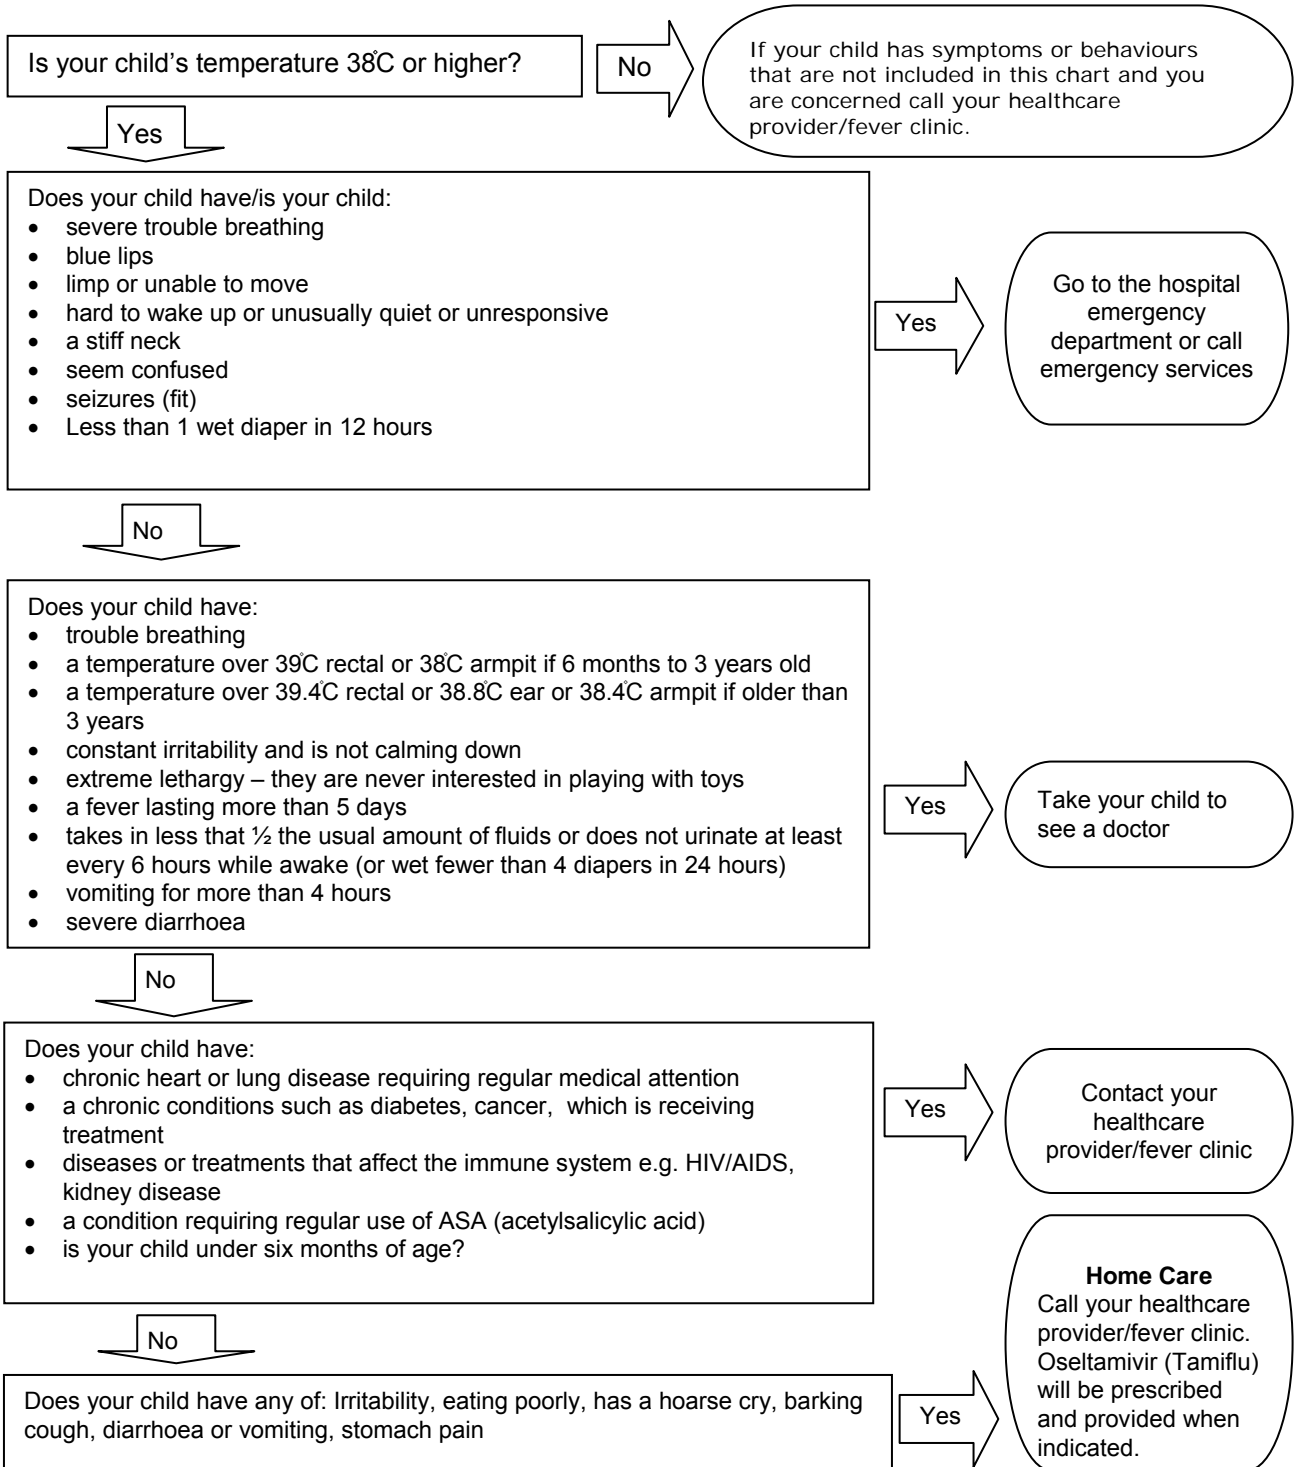 Is your child's temperature 38°C or higher?
No
If your child has symptoms or behaviours
that are not included in this chart and you
are concerned call your healthcare
provider/fever clinic.
Yes
Does your child have/is your child:
• severe trouble breathing
• blue lips
• limp or unable to move
• hard to wake up or unusually quiet or unresponsive
• a stiff neck
• seem confused
• seizures (fit)
• Less than 1 wet diaper in 12 hours
Yes
Go to the hospital
emergency
department or call
emergency services
No
Does your child have:
• trouble breathing
• a temperature over 39°C rectal or 38°C armpit if 6 months to 3 years old
• a temperature over 39.4°C rectal or 38.8°C ear or 38.4°C armpit if older than
3 years
• constant irritability and is not calming down
• extreme lethargy – they are never interested in playing with toys
• a fever lasting more than 5 days
• takes in less that ½ the usual amount of fluids or does not urinate at least
every 6 hours while awake (or wet fewer than 4 diapers in 24 hours)
• vomiting for more than 4 hours
• severe diarrhoea
Yes
Take your child to
see a doctor
No
Does your child have:
• chronic heart or lung disease requiring regular medical attention
• a chronic conditions such as diabetes, cancer, which is receiving
treatment
• diseases or treatments that affect the immune system e.g. HIV/AIDS,
kidney disease
• a condition requiring regular use of ASA (acetylsalicylic acid)
• is your child under six months of age?
Yes
Contact your
healthcare
provider/fever clinic
No
Does your child have any of: Irritability, eating poorly, has a hoarse cry, barking
cough, diarrhoea or vomiting, stomach pain
Yes
Home Care
Call your healthcare
provider/fever clinic.
Oseltamivir (Tamiflu)
will be prescribed
and provided when
indicated.